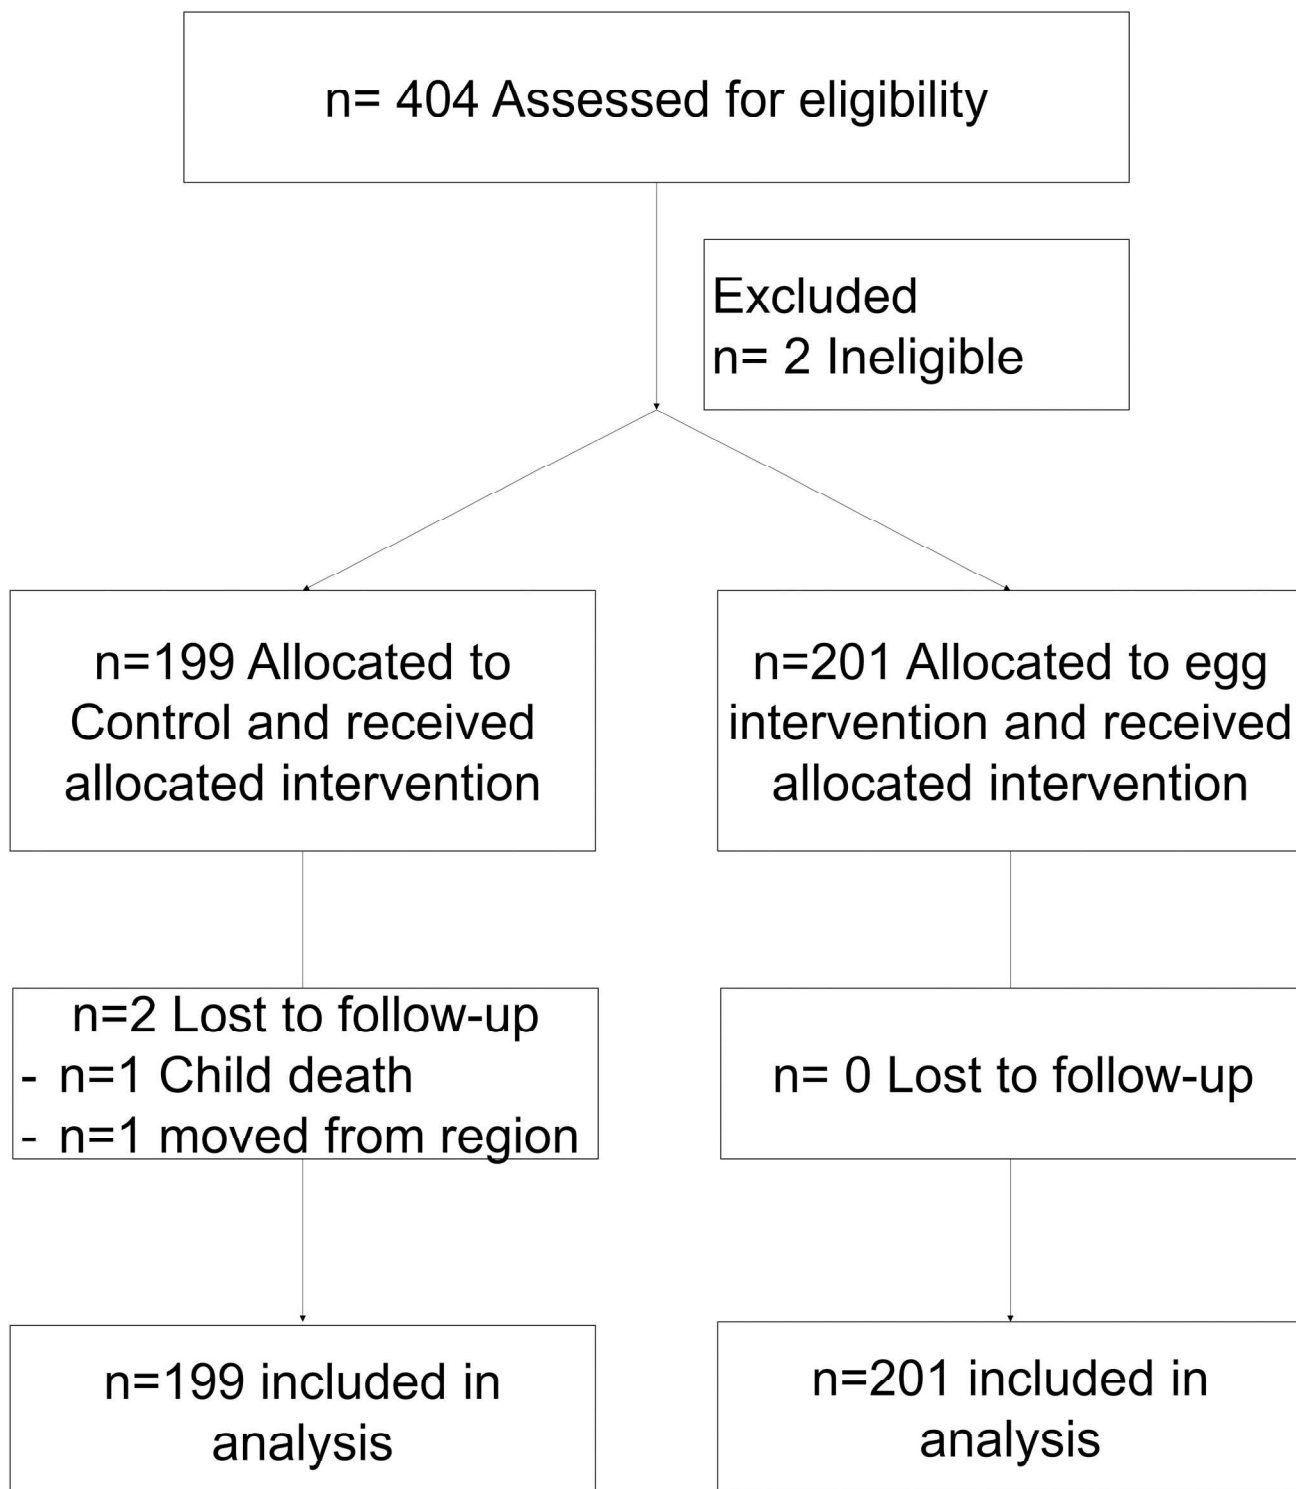 n= 404 Assessed for eligibility
Excluded
n= 2 Ineligible
n=199 Allocated to
Control and received
allocated intervention
n=201 Allocated to egg
intervention and received
allocated intervention
n=2 Lost to follow-up
- n=1 Child death
- n=1 moved from region
n= 0 Lost to follow-up
n=199 included in
analysis
n=201 included in
analysis